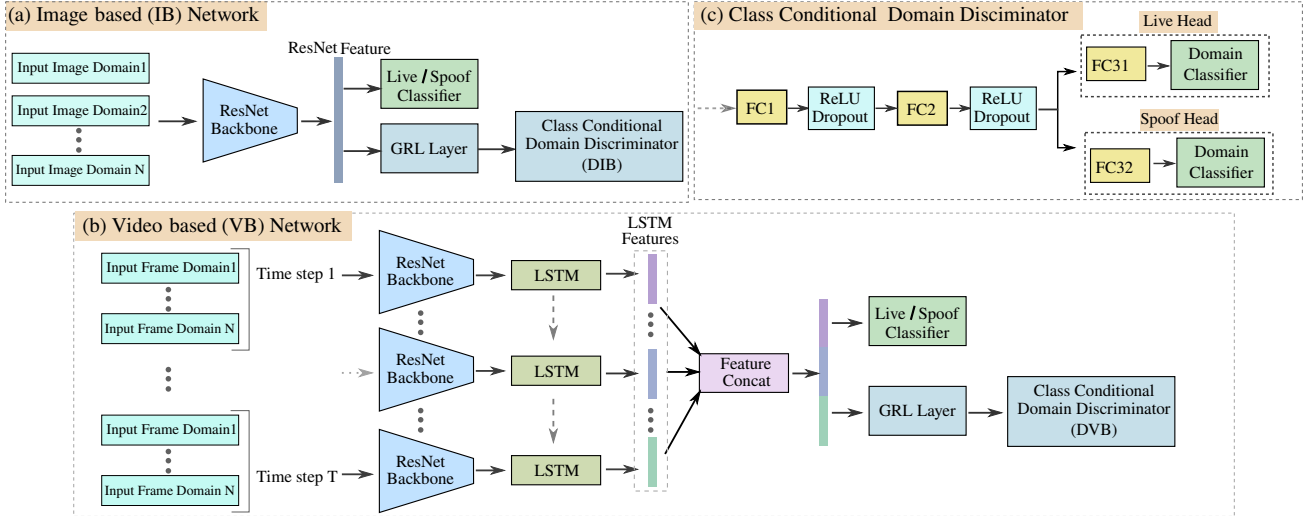 (a) Image based (IB) Network
Input Image Domain1
Input Image Domain2
Input Image Domain N
ResNet
Backbone
ResNet Feature
Live / Spoof
Classifier
GRL Layer
Class Conditional
Domain Discriminator
(DIB)
(c) Class Conditional Domain Disciminator
FC1
ReLU
Dropout
FC2
ReLU
Dropout
Live Head
FC31
Domain
Classifier
Spoof Head
FC32
Domain
Classifier
(b) Video based (VB) Network
Input Frame Domain1
Input Frame Domain N
Time step 1
ResNet
Backbone
LSTM
LSTM
Features
ResNet
Backbone
LSTM
Input Frame Domain1
Input Frame Domain N
Time step T
ResNet
Backbone
LSTM
Feature
Concat
Live / Spoof
Classifier
GRL Layer
Class Conditional
Domain Discriminator
(DVB)